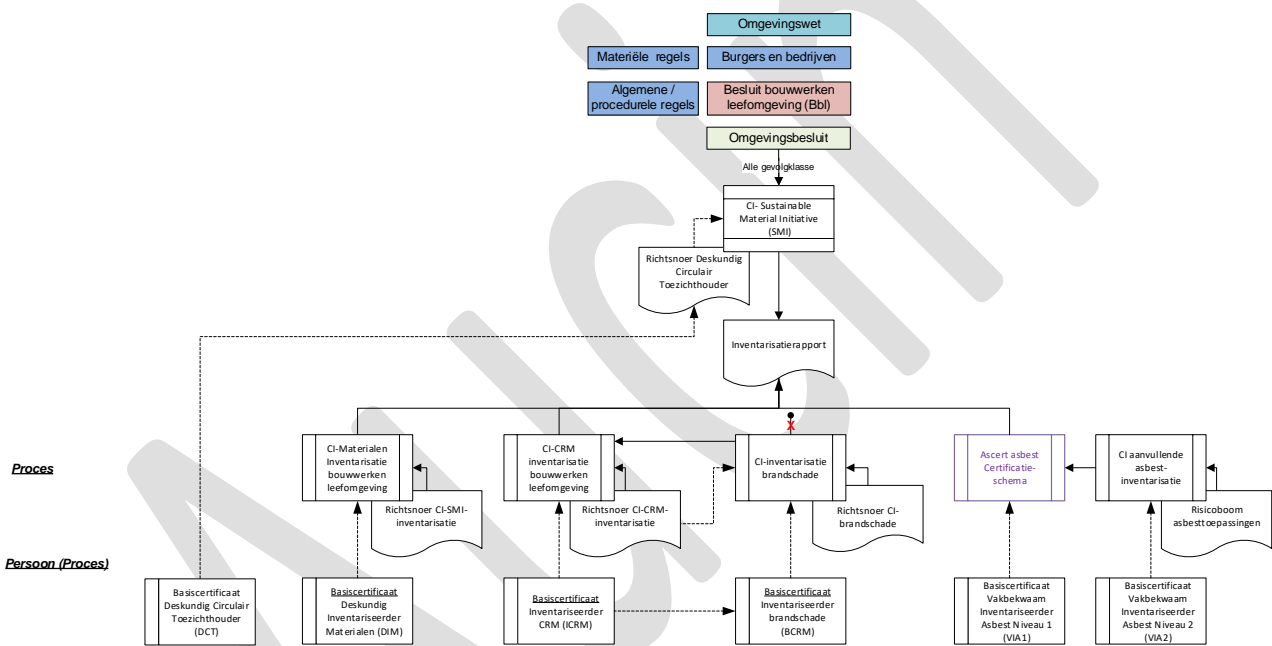 Omgevingswet
Materiële regels
Burgers en bedrijven
Algemene /
procedurele regels
Besluit bouwwerken
leefomgeving (Bbl)
Omgevingsbesluit
Alle gevolgklasse
CI- Sustainable
Material Initiative
(SMI)
Richtsnoer Deskundig
Circulair
Toezichthouder
Inventarisatierapport
X
Proces
CI-Materialen
Inventarisatie
bouwwerken
leefomgeving
CI-CRM
inventarisatie
bouwwerken
leefomgeving
CI-inventarisatie
brandschade
Ascert asbest
Certificatie-
schema
CI aanvullende
asbest-
inventarisatie
Richtsnoer CI-SMI-
inventarisatie
Richtsnoer CI-CRM-
inventarisatie
Richtsnoer CI-
brandschade
Risicoboom
asbesttoepassingen
Persoon (Proces)
Basiscertificaat
Deskundig Circulair
Toezichthouder
(DCT)
Basiscertificaat
Deskundig
Inventariseerder
Materialen (DIM)
Basiscertificaat
Inventariseerder
CRM (ICRM)
Basiscertificaat
Inventariseerder
brandschade
(BCRM)
Basiscertificaat
Vakbekwaam
Inventariseerder
Asbest Niveau 1
(VIA1)
Basiscertificaat
Vakbekwaam
Inventariseerder
Asbest Niveau 2
(VIA2)